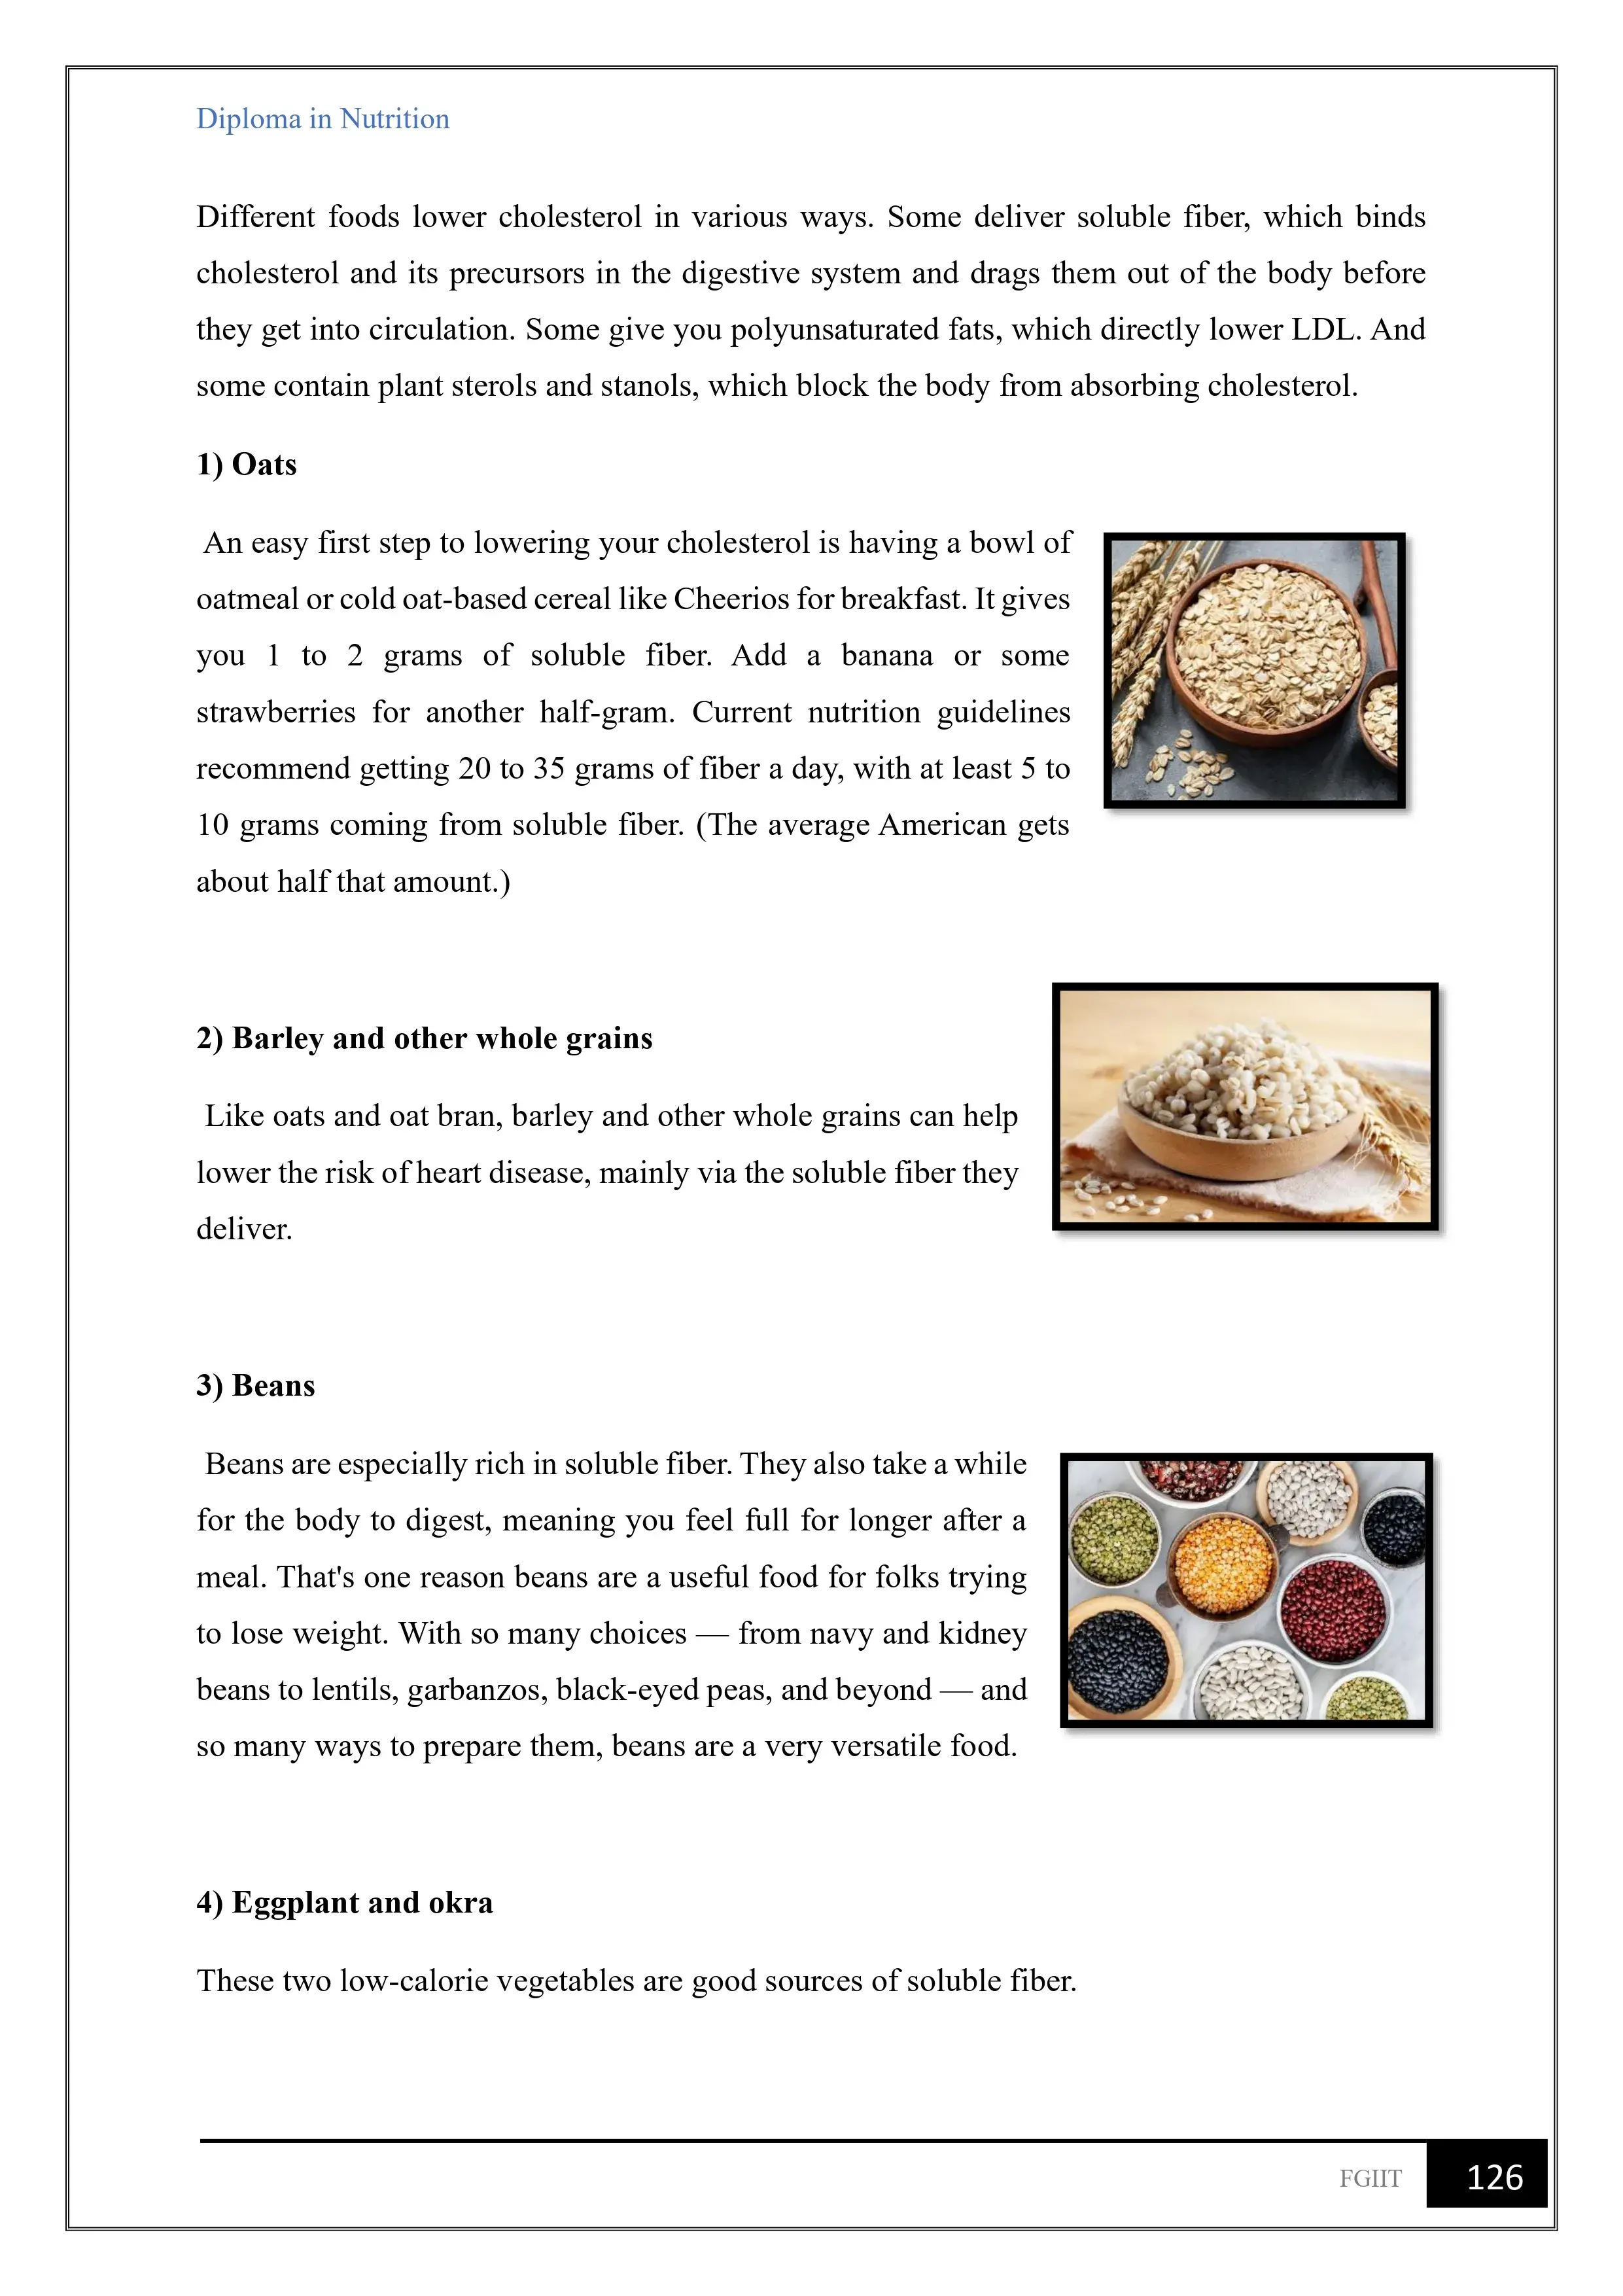 Diploma in Nutrition
Different foods lower cholesterol in various ways. Some deliver soluble fiber, which binds
cholesterol and its precursors in the digestive system and drags them out of the body before
they get into circulation. Some give you polyunsaturated fats, which directly lower LDL. And
some contain plant sterols and stanols, which block the body from absorbing cholesterol.
1) Oats
An easy first step to lowering your cholesterol is having a bowl of
oatmeal or cold oat-based cereal like Cheerios for breakfast. It gives
you 1 to 2 grams of soluble fiber. Add a banana or some
strawberries for another half-gram. Current nutrition guidelines
recommend getting 20 to 35 grams of fiber a day, with at least 5 to
10 grams coming from soluble fiber. (The average American gets
about half that amount.)
2) Barley and other whole grains
Like oats and oat bran, barley and other whole grains can help
lower the risk of heart disease, mainly via the soluble fiber they
deliver.
3) Beans
Beans are especially rich in soluble fiber. They also take a while
for the body to digest, meaning you feel full for longer after a
meal. That's one reason beans are a useful food for folks trying
to lose weight. With so many choices — from navy and kidney
beans to lentils, garbanzos, black-eyed peas, and beyond — and
so many ways to prepare them, beans are a very versatile food.
4) Eggplant and okra
These two low-calorie vegetables are good sources of soluble fiber.
FGIIT 126